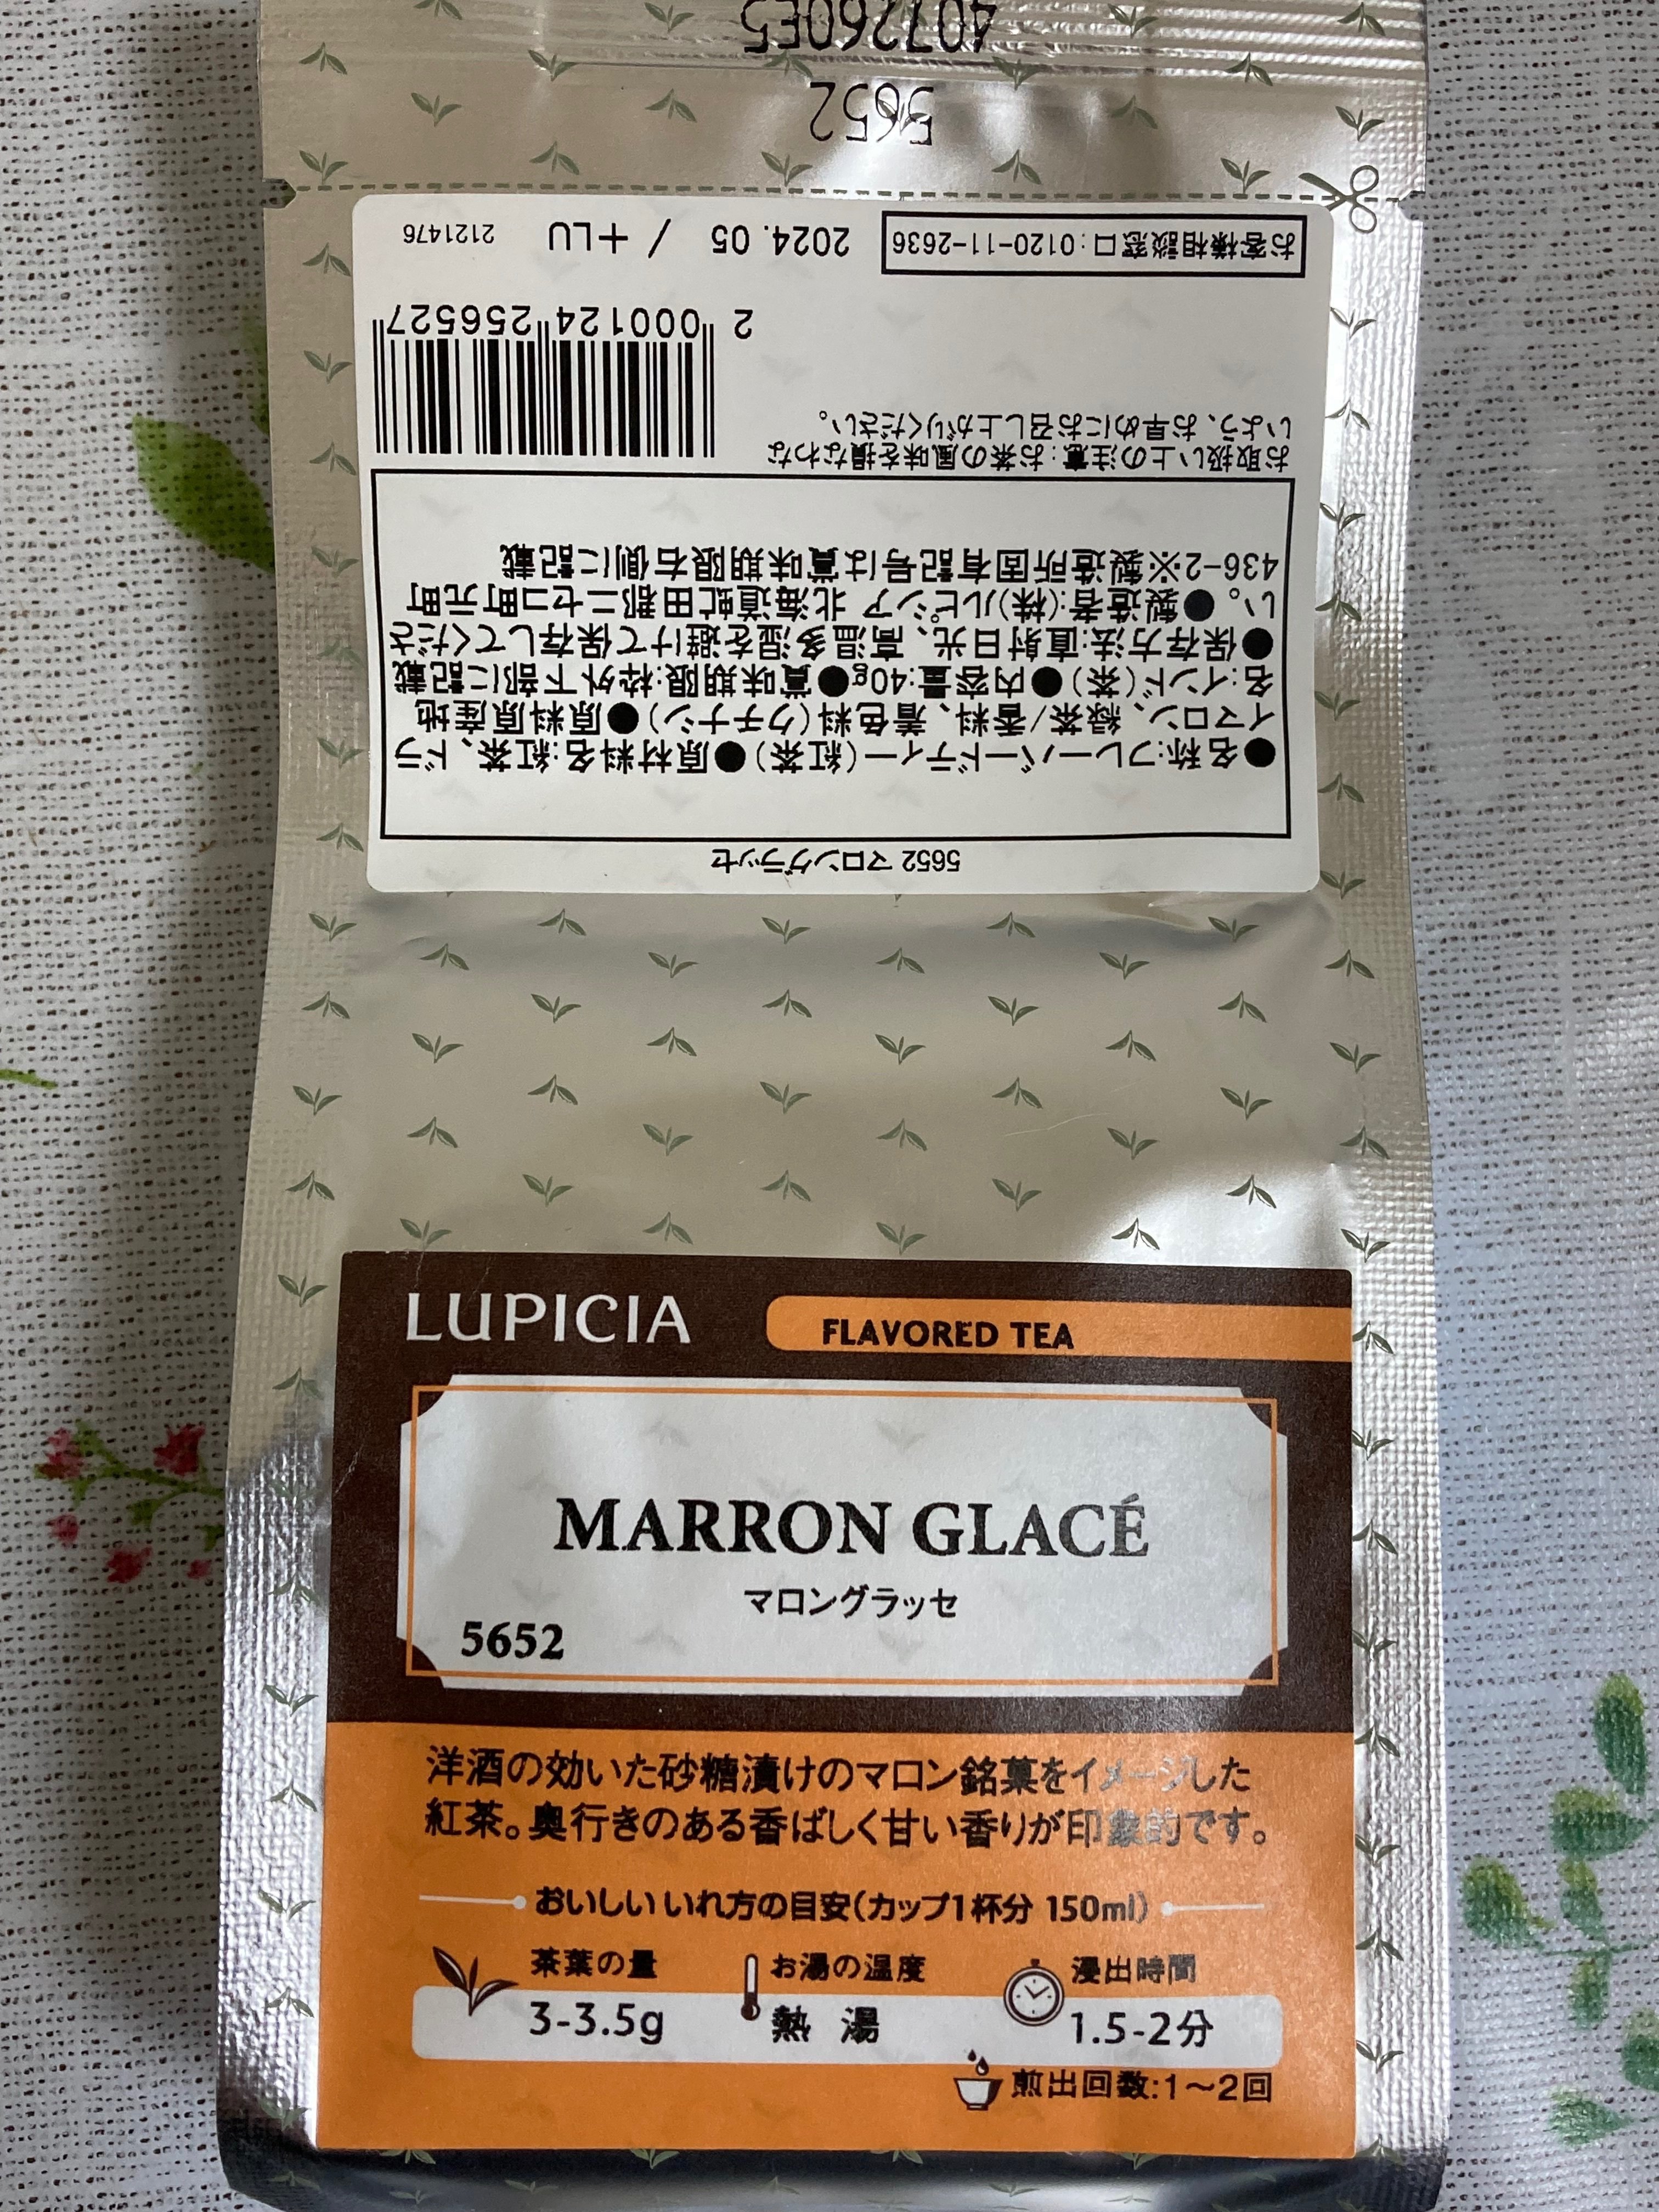 407260E5
5652
お客様相談窓口:0120-11-2636
2024.05 / +LU
2121476
2 000124 256527
5652 マロングラッセ
●名称:フレーバードティー(紅茶)●原材料名:紅茶、ドラ
イマロン、緑茶/香料、着色料(クチナシ)●原料原産地
名:インド(茶)●内容量:40g●賞味期限:枠外下部に記載
●保存方法:直射日光、高温多湿を避けて保存してくださ
い。●製造者:(株)ルピシア 北海道虻田郡ニセコ町元町
436-2※製造所固有記号は賞味期限右側に記載
お取扱い上の注意:お茶の風味を損なわな
いよう、お早めにお召し上がりください。
LUPICIA
FLAVORED TEA
MARRON GLACÉ
マロングラッセ
5652
洋酒の効いた砂糖漬けのマロン銘菓をイメージした
紅茶。奥行きのある香ばしく甘い香りが印象的です。
おいしいいれ方の目安(カップ1杯分 150ml)
茶葉の量
3-3.5g
お湯の温度
熱 湯
浸出時間
1.5-2分
煎出回数:1〜2回